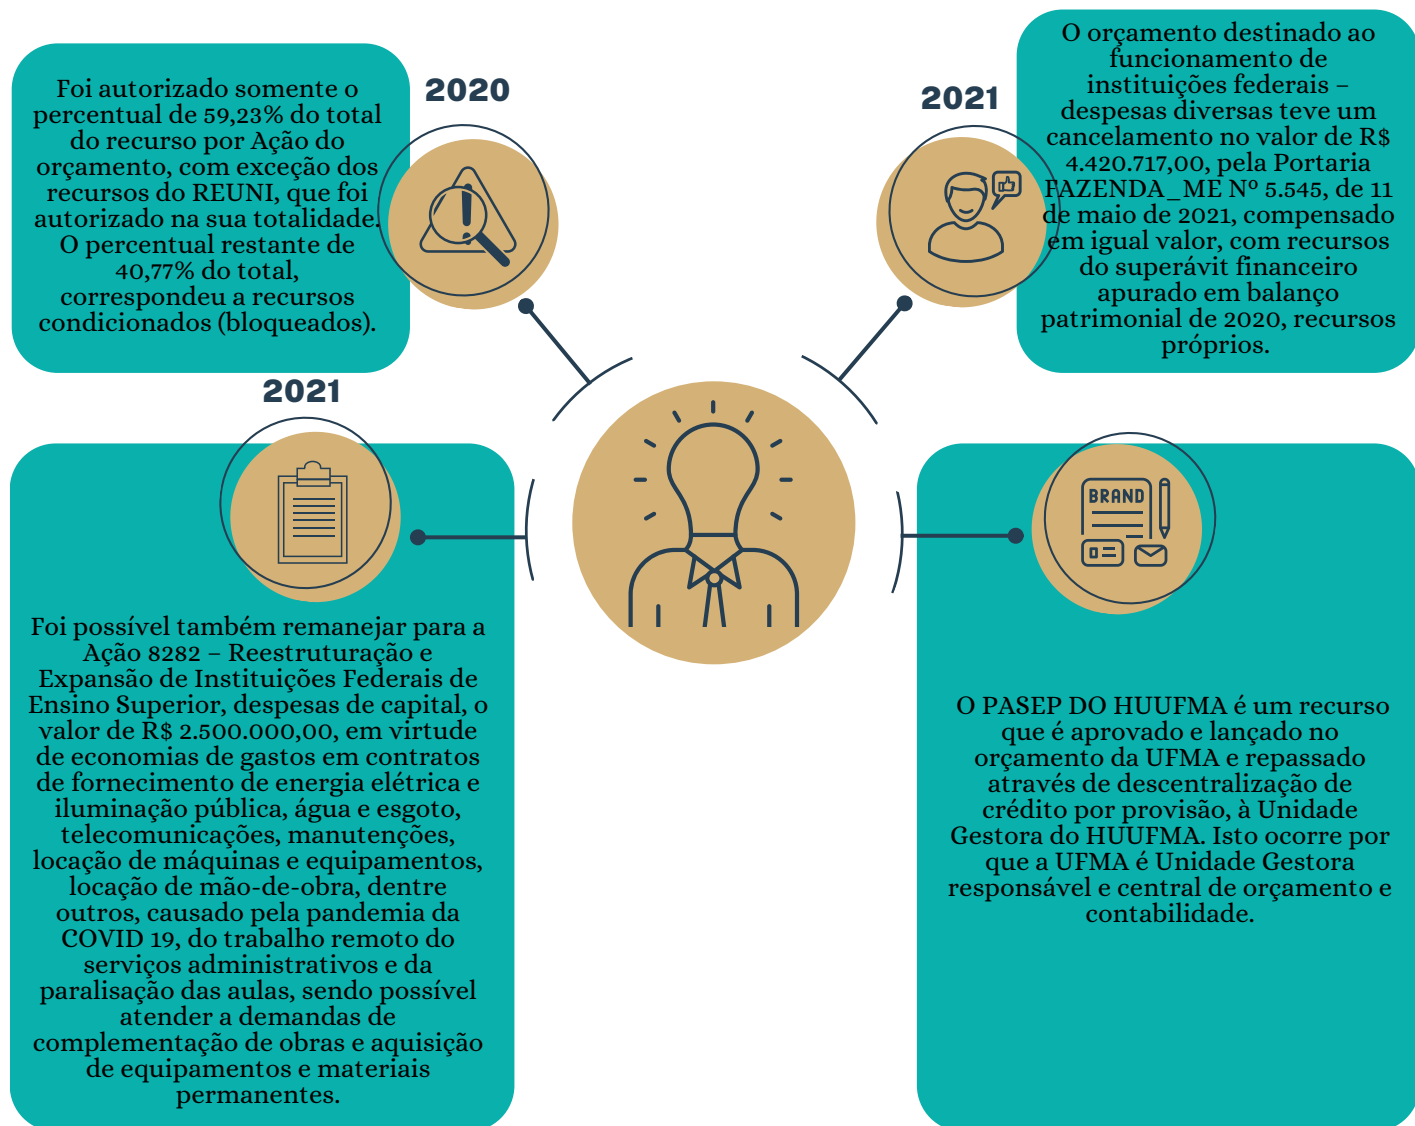 2020
Foi autorizado somente o
percentual de 59,23% do total
do recurso por Ação do
orçamento, com exceção dos
recursos do REUNI, que foi
autorizado na sua totalidade.
O percentual restante de
40,77% do total,
correspondeu a recursos
condicionados (bloqueados).
2021
O orçamento destinado ao
funcionamento de
instituições federais –
despesas diversas teve um
cancelamento no valor de R$
4.420.717,00, pela Portaria
FAZENDA_ME Nº 5.545, de 11
de maio de 2021, compensado
em igual valor, com recursos
do superávit financeiro
apurado em balanço
patrimonial de 2020, recursos
próprios.
2021
Foi possível também remanejar para a
Ação 8282 – Reestruturação e
Expansão de Instituições Federais de
Ensino Superior, despesas de capital, o
valor de R$ 2.500.000,00, em virtude
de economias de gastos em contratos
de fornecimento de energia elétrica e
iluminação pública, água e esgoto,
telecomunicações, manutenções,
locação de máquinas e equipamentos,
locação de mão-de-obra, dentre
outros, causado pela pandemia da
COVID 19, do trabalho remoto do
serviços administrativos e da
paralisação das aulas, sendo possível
atender a demandas de
complementação de obras e aquisição
de equipamentos e materiais
permanentes.
BRAND
O PASEP DO HUUFMA é um recurso
que é aprovado e lançado no
orçamento da UFMA e repassado
através de descentralização de
crédito por provisão, à Unidade
Gestora do HUUFMA. Isto ocorre por
que a UFMA é Unidade Gestora
responsável e central de orçamento e
contabilidade.